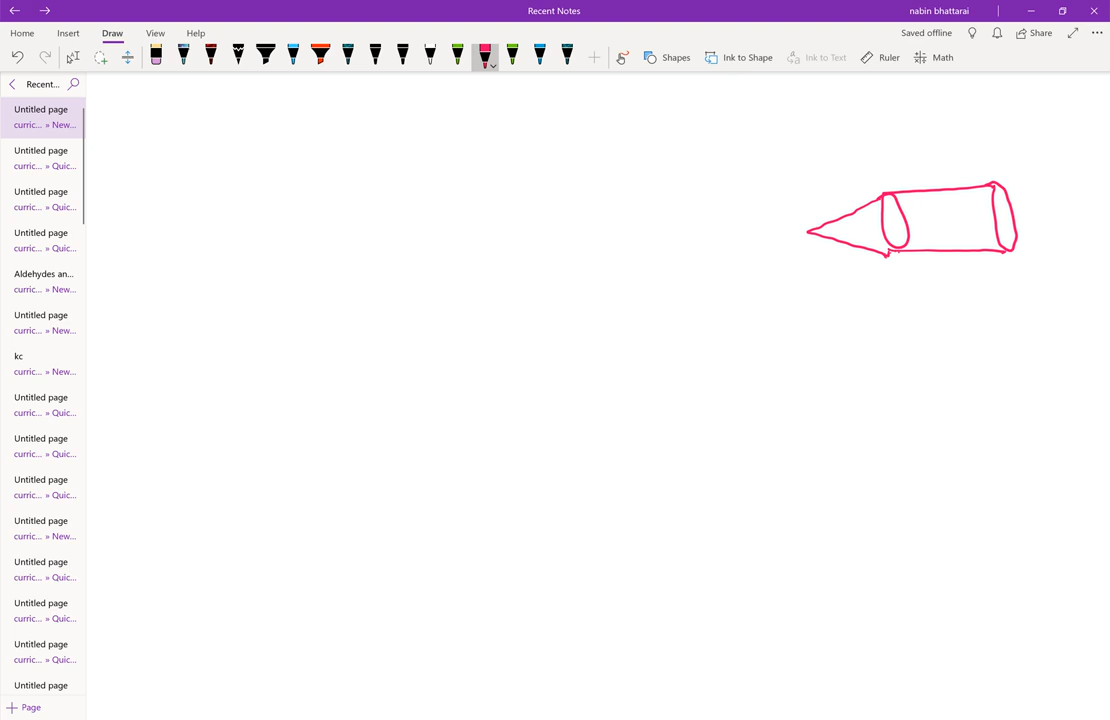 Recent Notes
nabin bhattarai
Home Insert Draw View Help
Saved offline Share
Shapes Ink to Shape Ink to Text Ruler Math
Recent...
Untitled page
curric... » New...
Untitled page
curric... » Quic...
Untitled page
curric... » Quic...
Untitled page
curric... » Quic...
Aldehydes an...
curric... » New...
Untitled page
curric... » New...
kc
curric... » New...
Untitled page
curric... » Quic...
Untitled page
curric... » Quic...
Untitled page
curric... » Quic...
Untitled page
curric... » New...
Untitled page
curric... » Quic...
Untitled page
curric... » Quic...
Untitled page
curric... » Quic...
Untitled page
Page